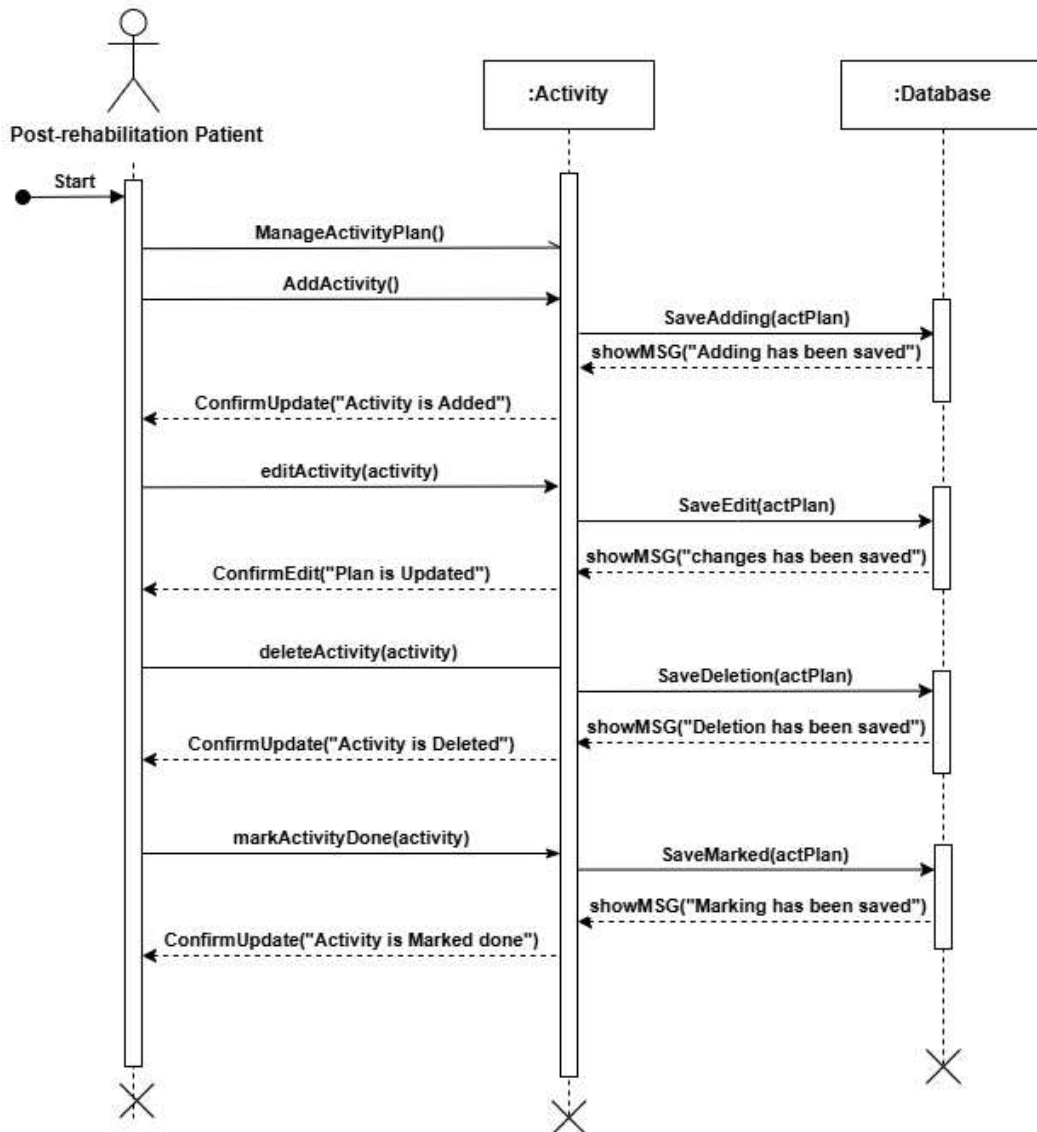 :Activity
:Database
Post-rehabilitation Patient
Start
ManageActivityPlan()
AddActivity()
SaveAdding(actPlan)
showMSG("Adding has been saved")
ConfirmUpdate("Activity is Added")
editActivity(activity)
SaveEdit(actPlan)
showMSG("changes has been saved")
ConfirmEdit("Plan is Updated")
deleteActivity(activity)
SaveDeletion(actPlan)
showMSG("Deletion has been saved")
ConfirmUpdate("Activity is Deleted")
markActivityDone(activity)
SaveMarked(actPlan)
showMSG("Marking has been saved")
ConfirmUpdate("Activity is Marked done")